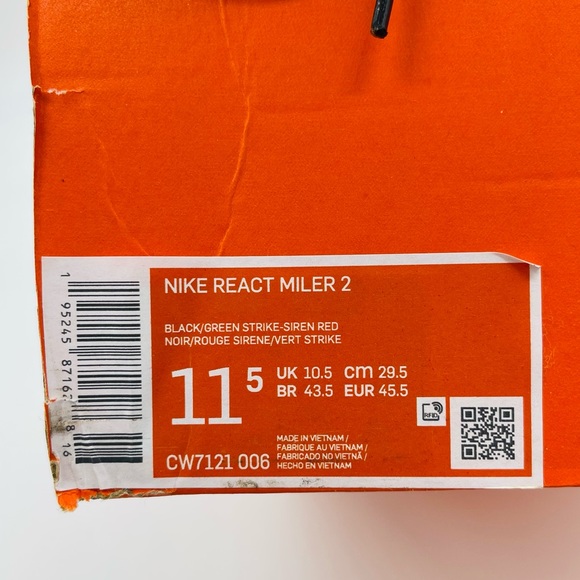 NIKE REACT MILER 2
BLACK/GREEN STRIKE-SIREN RED
NOIR/ROUGE SIRENE/VERT STRIKE
11 5
UK 10.5 cm 29.5
BR 43.5 EUR 45.5
RFID
MADE IN VIETNAM /
FABRIQUE AU VIETNAM /
FABRICADO NO VIETNÃ /
HECHO EN VIETNAM
CW7121 006
1 95245